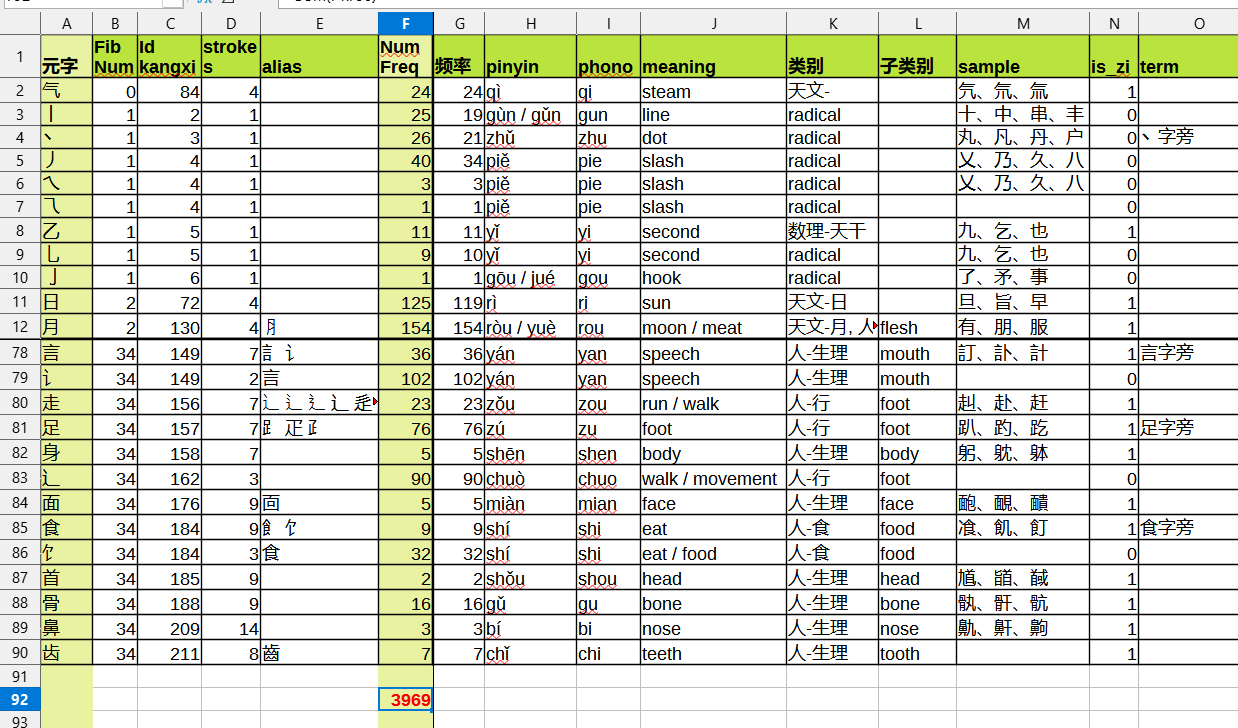 A B C D E F G H I J K L M N O
1 元字 Fib Num Id kangxi strokes alias Num Freq 频率 pinyin phono meaning 类别 子类别 sample is_zi term
2 气 0 84 4 24 24 qì qi steam 天文- 氕、氘、氚 1
3 丨 1 2 1 25 19 gùn / gǔn gun line radical 十、中、串、丰 0
4 丶 1 3 1 26 21 zhǔ zhu dot radical 丸、凡、丹、户 0 丶字旁
5 丿 1 4 1 40 34 piě pie slash radical 乂、乃、久、八 0
6 乀 1 4 1 3 3 piě pie slash radical 乂、乃、久、八 0
7 ⺄ 1 4 1 1 1 piě pie slash radical 0
8 乙 1 5 1 11 11 yǐ yi second 数理-天干 九、乞、也 1
9 乚 1 5 1 9 10 yǐ yi second radical 九、乞、也 0
10 亅 1 6 1 1 1 gōu / jué gou hook radical 了、矛、事 0
11 日 2 72 4 125 119 rì ri sun 天文-日 旦、旨、早 1
12 月 2 130 4 ⺝ 154 154 ròu / yuè rou moon / meat 天文-月, 人 flesh 有、朋、服 1
78 言 34 149 7 訁 讠 36 36 yán yan speech 人-生理 mouth 訂、訃、計 1 言字旁
79 讠 34 149 2 言 102 102 yán yan speech 人-生理 mouth 0
80 走 34 156 7 23 23 zǒu zou run / walk 人-行 foot 赳、赴、赶 1
81 足 34 157 7 ⻊ 疋 76 76 zú zu foot 人-行 foot 趴、趵、趷 1 足字旁
82 身 34 158 7 5 5 shēn shen body 人-生理 body 躬、躭、躰 1
83 辶 34 162 3 90 90 chuò chuo walk / movement 人-行 foot 0
84 面 34 176 9 靣 5 5 miàn mian face 人-生理 face 靤、靦、靧 1
85 食 34 184 9 飠 饣 9 9 shí shi eat 人-食 food 飡、飢、飣 1 食字旁
86 饣 34 184 3 食 32 32 shí shi eat / food 人-食 food 0
87 首 34 185 9 2 2 shǒu shou head 人-生理 head 馗、馘 1
88 骨 34 188 9 16 16 gǔ gu bone 人-生理 bone 骩、骭、骯 1
89 鼻 34 209 14 3 3 bí bi nose 人-生理 nose 鼽、鼾、齁 1
90 齿 34 211 8 齒 7 7 chǐ chi teeth 人-生理 tooth 1
91
92 3969
93